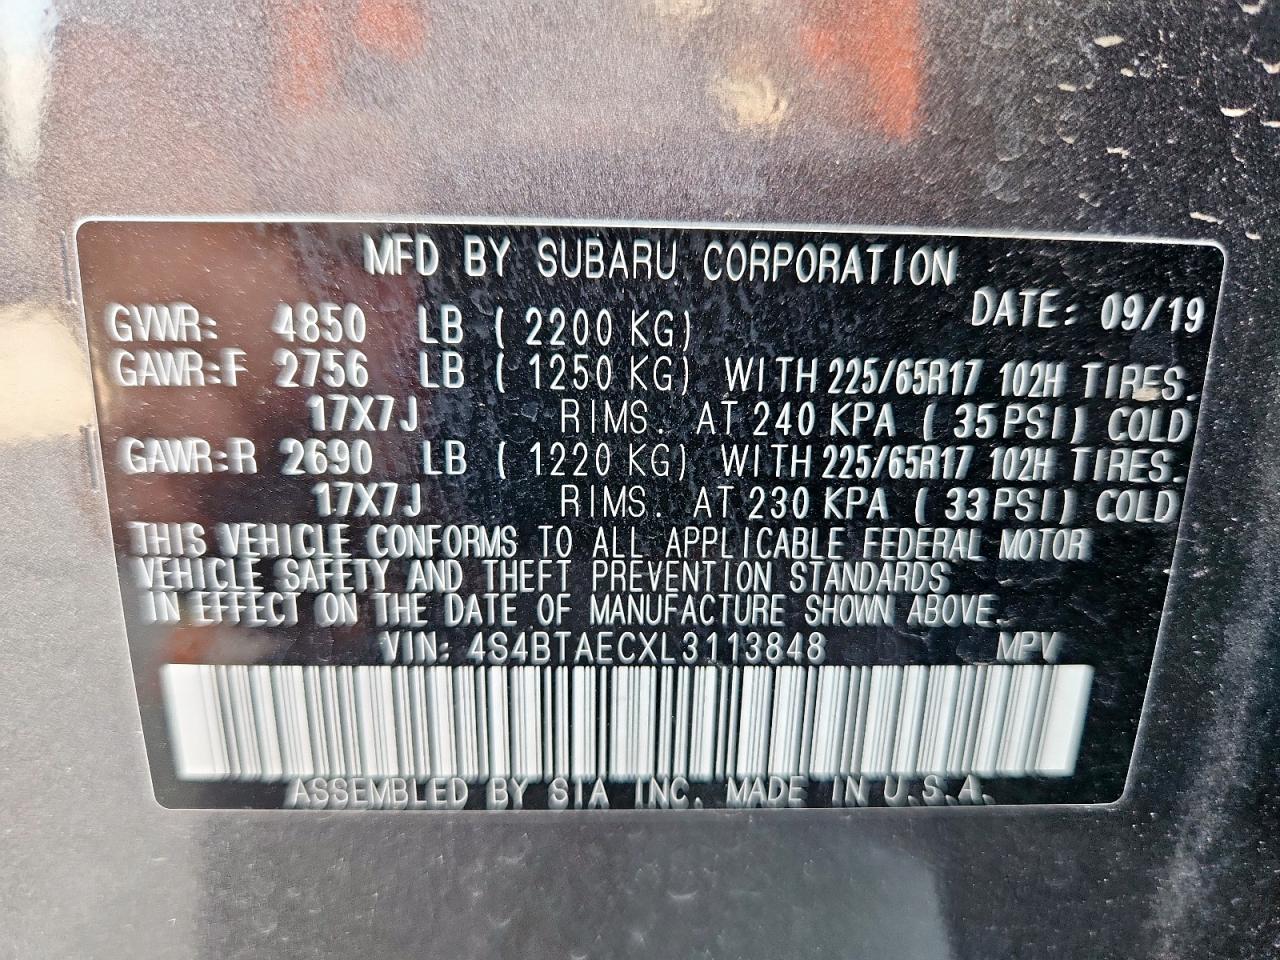 MFD BY SUBARU CORPORATION
DATE: 09/19
GVWR: 4850 LB ( 2200 KG)
GAWR:F 2756 LB ( 1250 KG) WITH 225/65R17 102H TIRES.
17X7J RIMS. AT 240 KPA ( 35 PSI) COLD
GAWR:R 2690 LB ( 1220 KG) WITH 225/65R17 102H TIRES.
17X7J RIMS. AT 230 KPA ( 33 PSI) COLD
THIS VEHICLE CONFORMS TO ALL APPLICABLE FEDERAL MOTOR
VEHICLE SAFETY AND THEFT PREVENTION STANDARDS
IN EFFECT ON THE DATE OF MANUFACTURE SHOWN ABOVE.
VIN: 4S4BTAECXL3113848 MPV
ASSEMBLED BY SIA INC. MADE IN U.S.A.